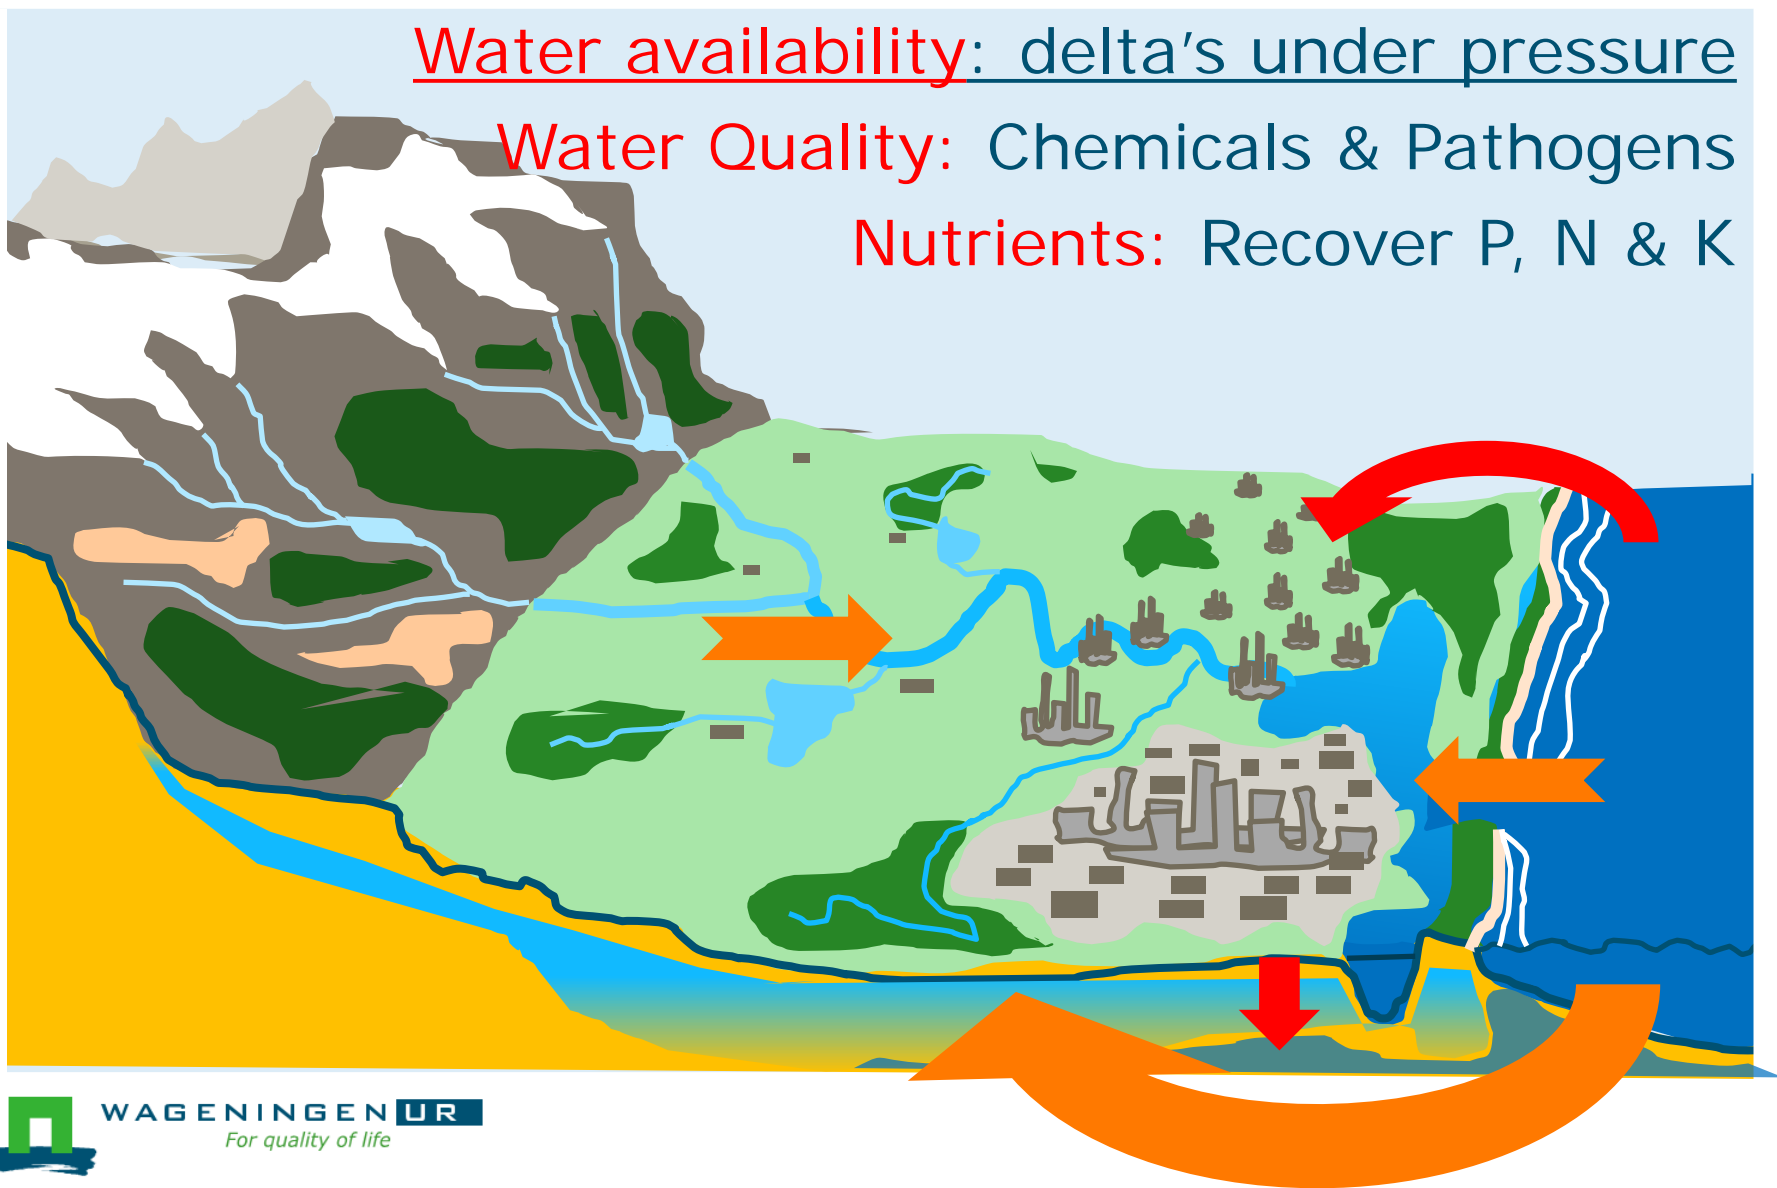 Water availability: delta's under pressure
Water Quality: Chemicals & Pathogens
Nutrients: Recover P, N & K
WAGENINGEN UR
For quality of life